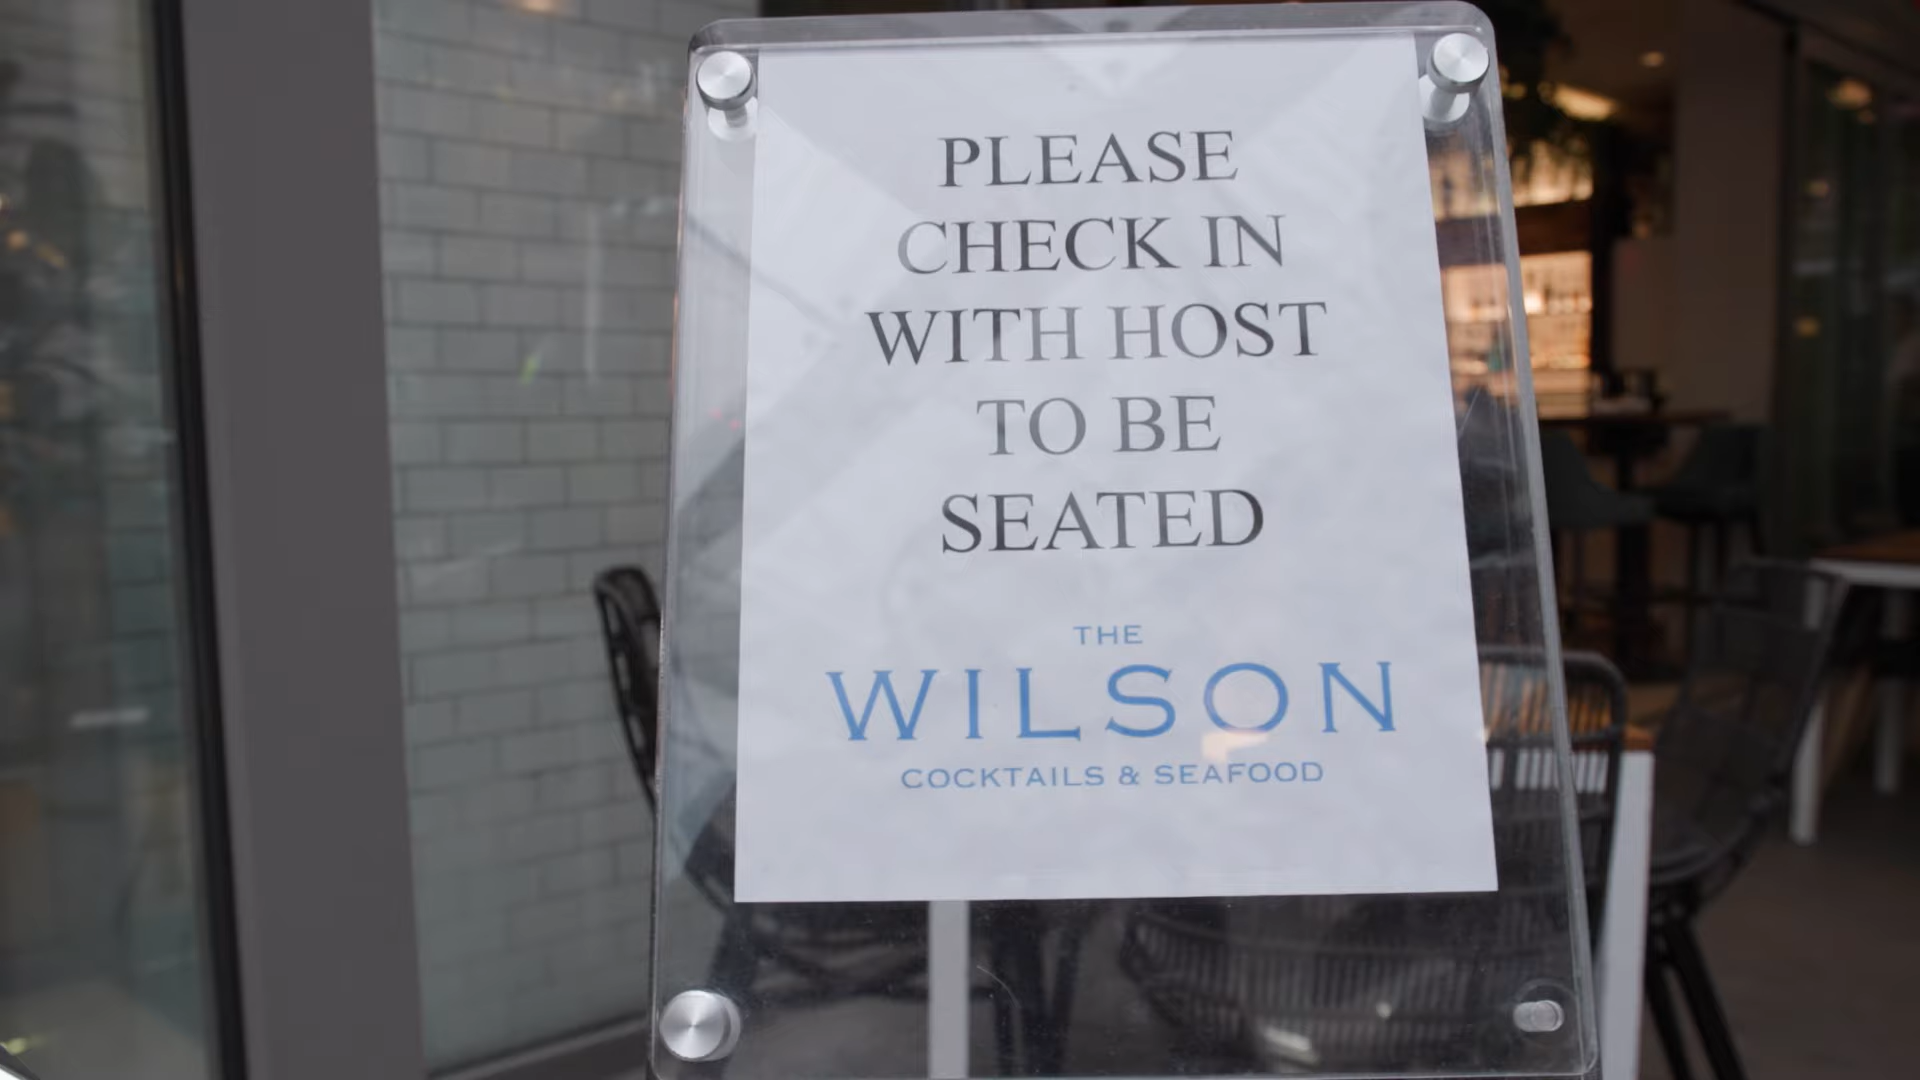 PLEASE
CHECK IN
WITH HOST
TO BE
SEATED
THE
WILSON
COCKTAILS & SEAFOOD